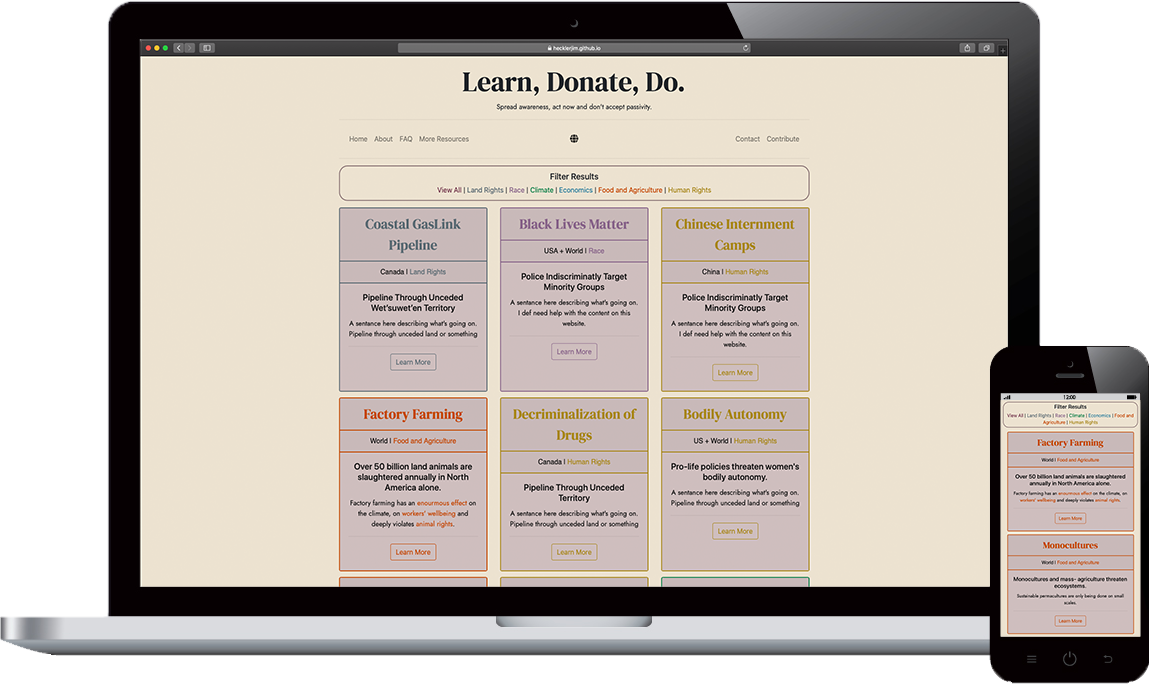 hecklerjim.github.io
Learn, Donate, Do.
Spread awareness, act now and don't accept passivity.
Home About FAQ More Resources Contact Contribute
Filter Results
View All | Land Rights | Race | Climate | Economics | Food and Agriculture | Human Rights
Coastal GasLink
Pipeline
Canada | Land Rights
Pipeline Through Unceded
Wet'suwet'en Territory
A sentence here describing what's going on.
Pipeline through unceded land or something
Learn More
Black Lives Matter
USA + World | Race
Police Indiscriminatly Target
Minority Groups
A sentence here describing what's going on.
I def need help with the content on this
website.
Learn More
Chinese Internment
Camps
China | Human Rights
Police Indiscriminatly Target
Minority Groups
A sentence here describing what's going on.
I def need help with the content on this
website.
Learn More
Factory Farming
World | Food and Agriculture
Over 50 billion land animals are
slaughtered annually in North
America alone.
Factory farming has an enourmous effect on
the climate, on workers' wellbeing and
deeply violates animal rights.
Learn More
Decriminalization of
Drugs
Canada | Human Rights
Pipeline Through Unceded
Territory
A sentence here describing what's going on.
Pipeline through unceded land or something
Learn More
Bodily Autonomy
US + World | Human Rights
Pro-life policies threaten women's
bodily autonomy.
A sentence here describing what's going on.
Pipeline through unceded land or something
Learn More
12:00
Filter Results
View All | Land Rights | Race | Climate | Economics | Food and
Agriculture | Human Rights
Factory Farming
World | Food and Agriculture
Over 50 billion land animals are slaughtered
annually in North America alone.
Factory farming has an enourmous effect on the climate, on
workers' wellbeing and deeply violates animal rights.
Learn More
Monocultures
World | Food and Agriculture
Monocultures and mass- agriculture threaten
ecosystems.
Sustainable permacultures are only being done on small
scales.
Learn More